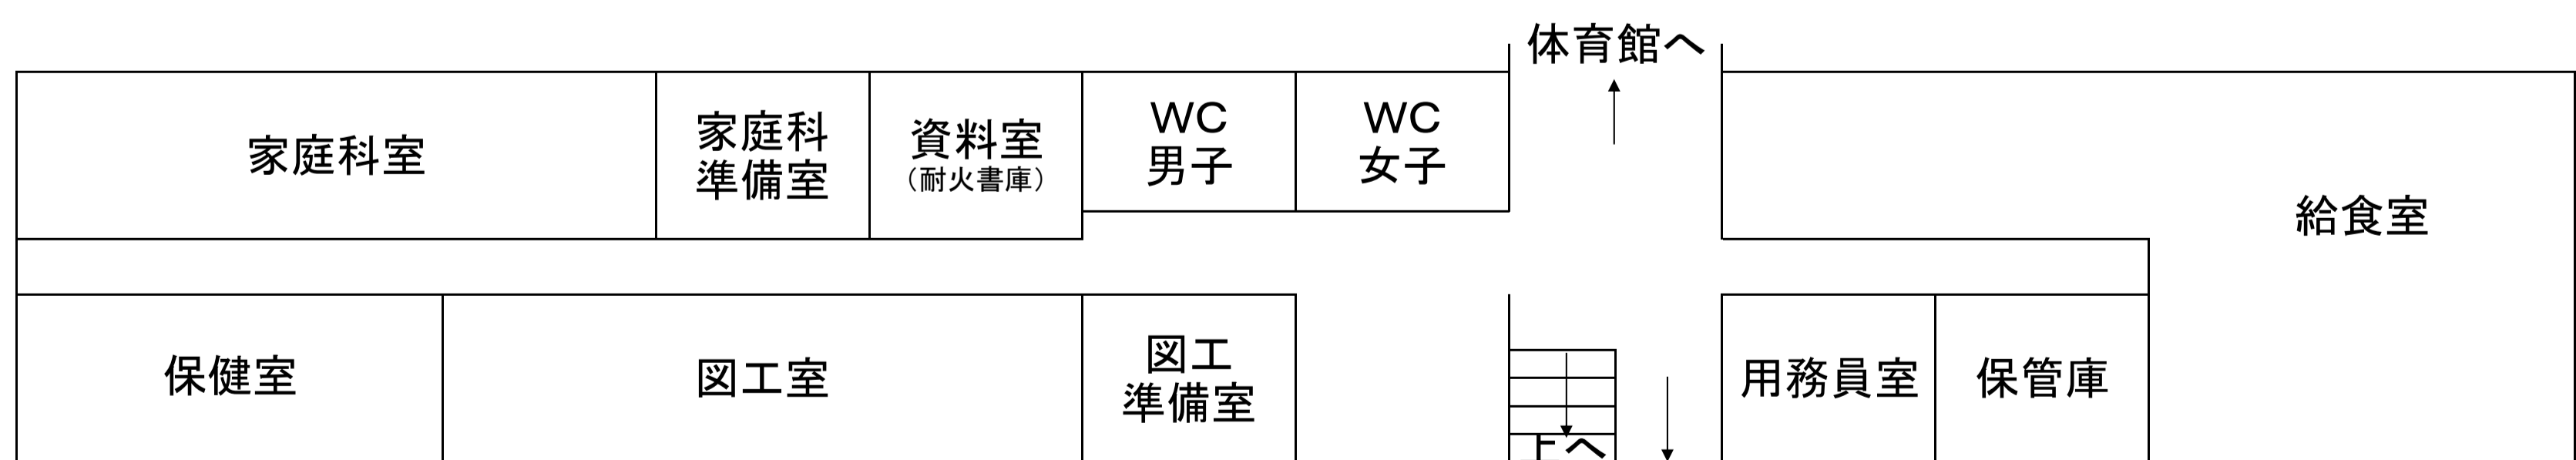 体育館へ
家庭科室
家庭科
準備室
資料室
（耐火書庫）
WC
男子
WC
女子
給食室
保健室
図工室
図工
準備室
上へ
用務員室
保管庫